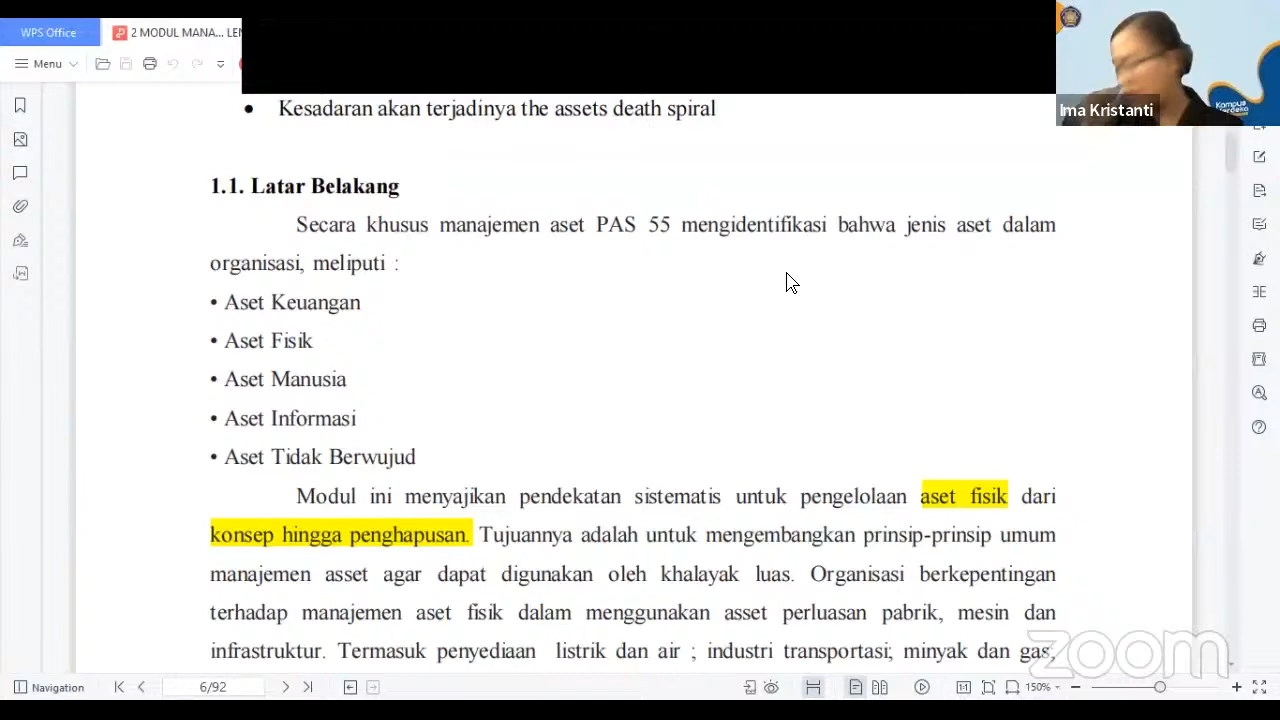 WPS Office
2 MODUL MANA... LEN
Menu
• Kesadaran akan terjadinya the assets death spiral
Ima Kristanti
Kampus
Merdeka
1.1. Latar Belakang
Secara khusus manajemen aset PAS 55 mengidentifikasi bahwa jenis aset dalam
organisasi, meliputi :
• Aset Keuangan
• Aset Fisik
• Aset Manusia
• Aset Informasi
• Aset Tidak Berwujud
Modul ini menyajikan pendekatan sistematis untuk pengelolaan aset fisik dari
konsep hingga penghapusan. Tujuannya adalah untuk mengembangkan prinsip-prinsip umum
manajemen asset agar dapat digunakan oleh khalayak luas. Organisasi berkepentingan
terhadap manajemen aset fisik dalam menggunakan asset perluasan pabrik, mesin dan
infrastruktur. Termasuk penyediaan listrik dan air ; industri transportasi; minyak dan gas;
zoom
Navigation
6/92
150%